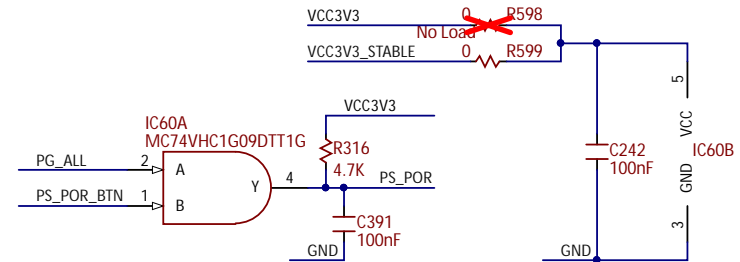 VCC3V3 0 R598
No Load
VCC3V3_STABLE 0 R599
VCC3V3
IC60A
MC74VHC1G09DTT1G
R316
4.7K
PG_ALL 2 A
Y 4 PS_POR
PS_POR_BTN 1 B
C391
100nF
GND
C242
100nF
5
VCC
IC60B
GND
3
GND